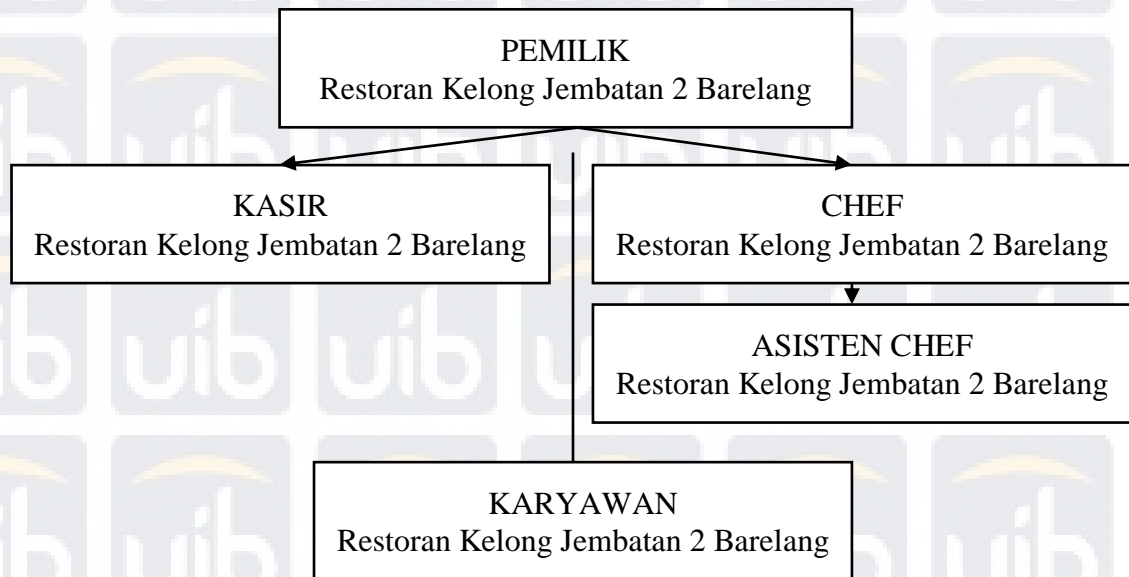 PEMILIK
Restoran Kelong Jembatan 2 Barelang
KASIR
Restoran Kelong Jembatan 2 Barelang
CHEF
Restoran Kelong Jembatan 2 Barelang
ASISTEN CHEF
Restoran Kelong Jembatan 2 Barelang
KARYAWAN
Restoran Kelong Jembatan 2 Barelang
uib